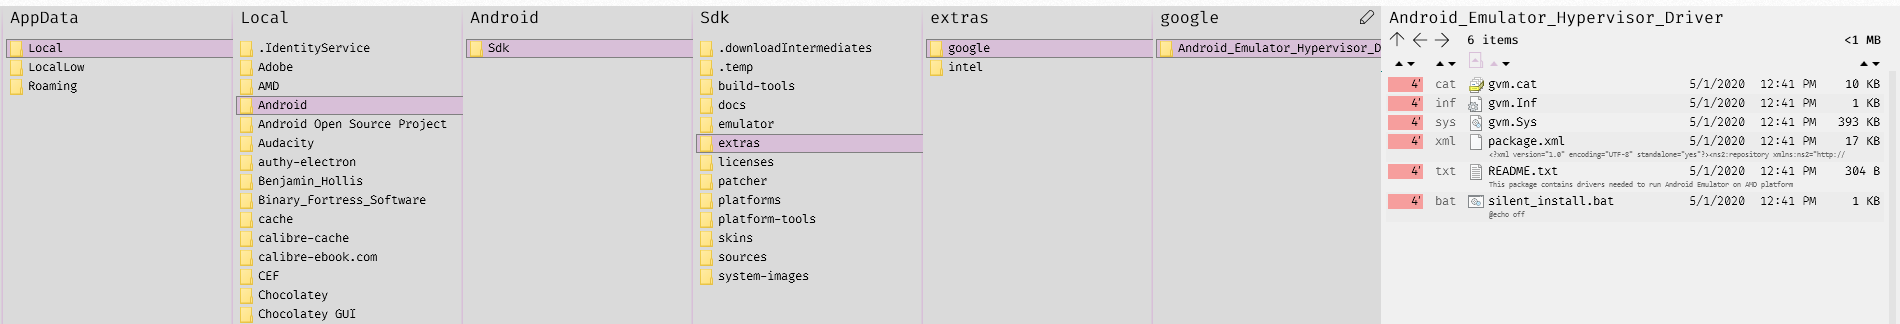 AppData
Local
LocalLow
Roaming
Local
.IdentityService
Adobe
AMD
Android
Android Open Source Project
Audacity
authy-electron
Benjamin_Hollis
Binary_Fortress_Software
cache
calibre-cache
calibre-ebook.com
CEF
Chocolatey
Chocolatey GUI
Android
Sdk
Sdk
.downloadIntermediates
.temp
build-tools
docs
emulator
extras
licenses
patcher
platforms
platform-tools
skins
sources
system-images
extras
google
intel
google
Android_Emulator_Hypervisor_D
Android_Emulator_Hypervisor_Driver
6 items <1 MB
4' cat gvm.cat 5/1/2020 12:41 PM 10 KB
4' inf gvm.Inf 5/1/2020 12:41 PM 1 KB
4' sys gvm.Sys 5/1/2020 12:41 PM 393 KB
4' xml package.xml 5/1/2020 12:41 PM 17 KB
<?xml version="1.0" encoding="UTF-8" standalone="yes"?><ns2:repository xmlns:ns2="http://
4' txt README.txt 5/1/2020 12:41 PM 304 B
This package contains drivers needed to run Android Emulator on AMD platform
4' bat silent_install.bat 5/1/2020 12:41 PM 1 KB
@echo off